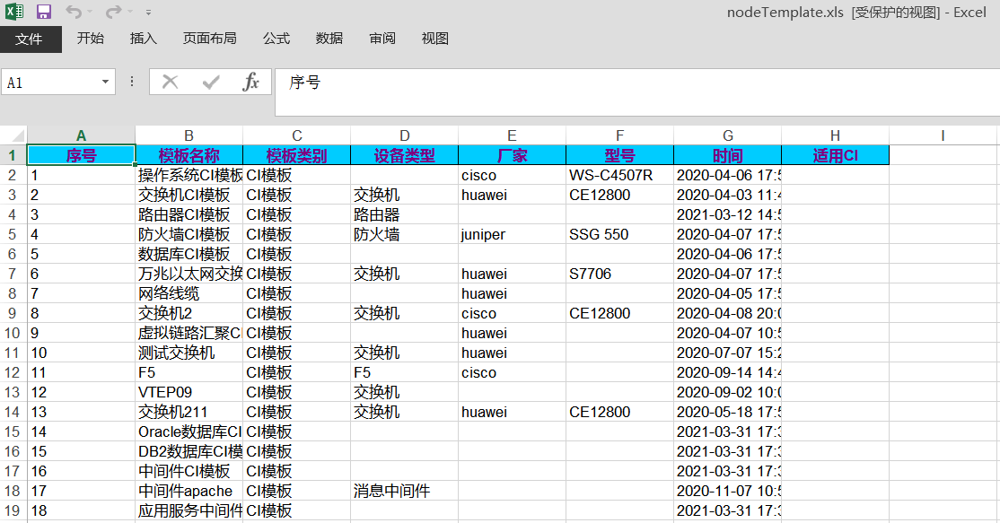 nodeTemplate.xls [受保护的视图] - Excel
文件 开始 插入 页面布局 公式 数据 审阅 视图
A1 fx 序号
A B C D E F G H I
1 序号 模板名称 模板类别 设备类型 厂家 型号 时间 适用CI
2 1 操作系统CI模板 CI模板 cisco WS-C4507R 2020-04-06 17:5
3 2 交换机CI模板 CI模板 交换机 huawei CE12800 2020-04-03 11:4
4 3 路由器CI模板 CI模板 路由器 2021-03-12 14:5
5 4 防火墙CI模板 CI模板 防火墙 juniper SSG 550 2020-04-07 17:5
6 5 数据库CI模板 CI模板 2020-04-06 17:5
7 6 万兆以太网交换 CI模板 交换机 huawei S7706 2020-04-07 17:5
8 7 网络线缆 CI模板 huawei 2020-04-05 17:5
9 8 交换机2 CI模板 交换机 cisco CE12800 2020-04-08 20:0
10 9 虚拟链路汇聚C CI模板 huawei 2020-04-07 10:5
11 10 测试交换机 CI模板 交换机 huawei 2020-07-07 15:2
12 11 F5 CI模板 F5 cisco 2020-09-14 14:4
13 12 VTEP09 CI模板 交换机 2020-09-02 10:0
14 13 交换机211 CI模板 交换机 huawei CE12800 2020-05-18 17:5
15 14 Oracle数据库CI CI模板 2021-03-31 17:3
16 15 DB2数据库CI模 CI模板 2021-03-31 17:3
17 16 中间件CI模板 CI模板 2021-03-31 17:3
18 17 中间件apache CI模板 消息中间件 2020-11-07 10:5
19 18 应用服务中间件 CI模板 2021-03-31 17:3